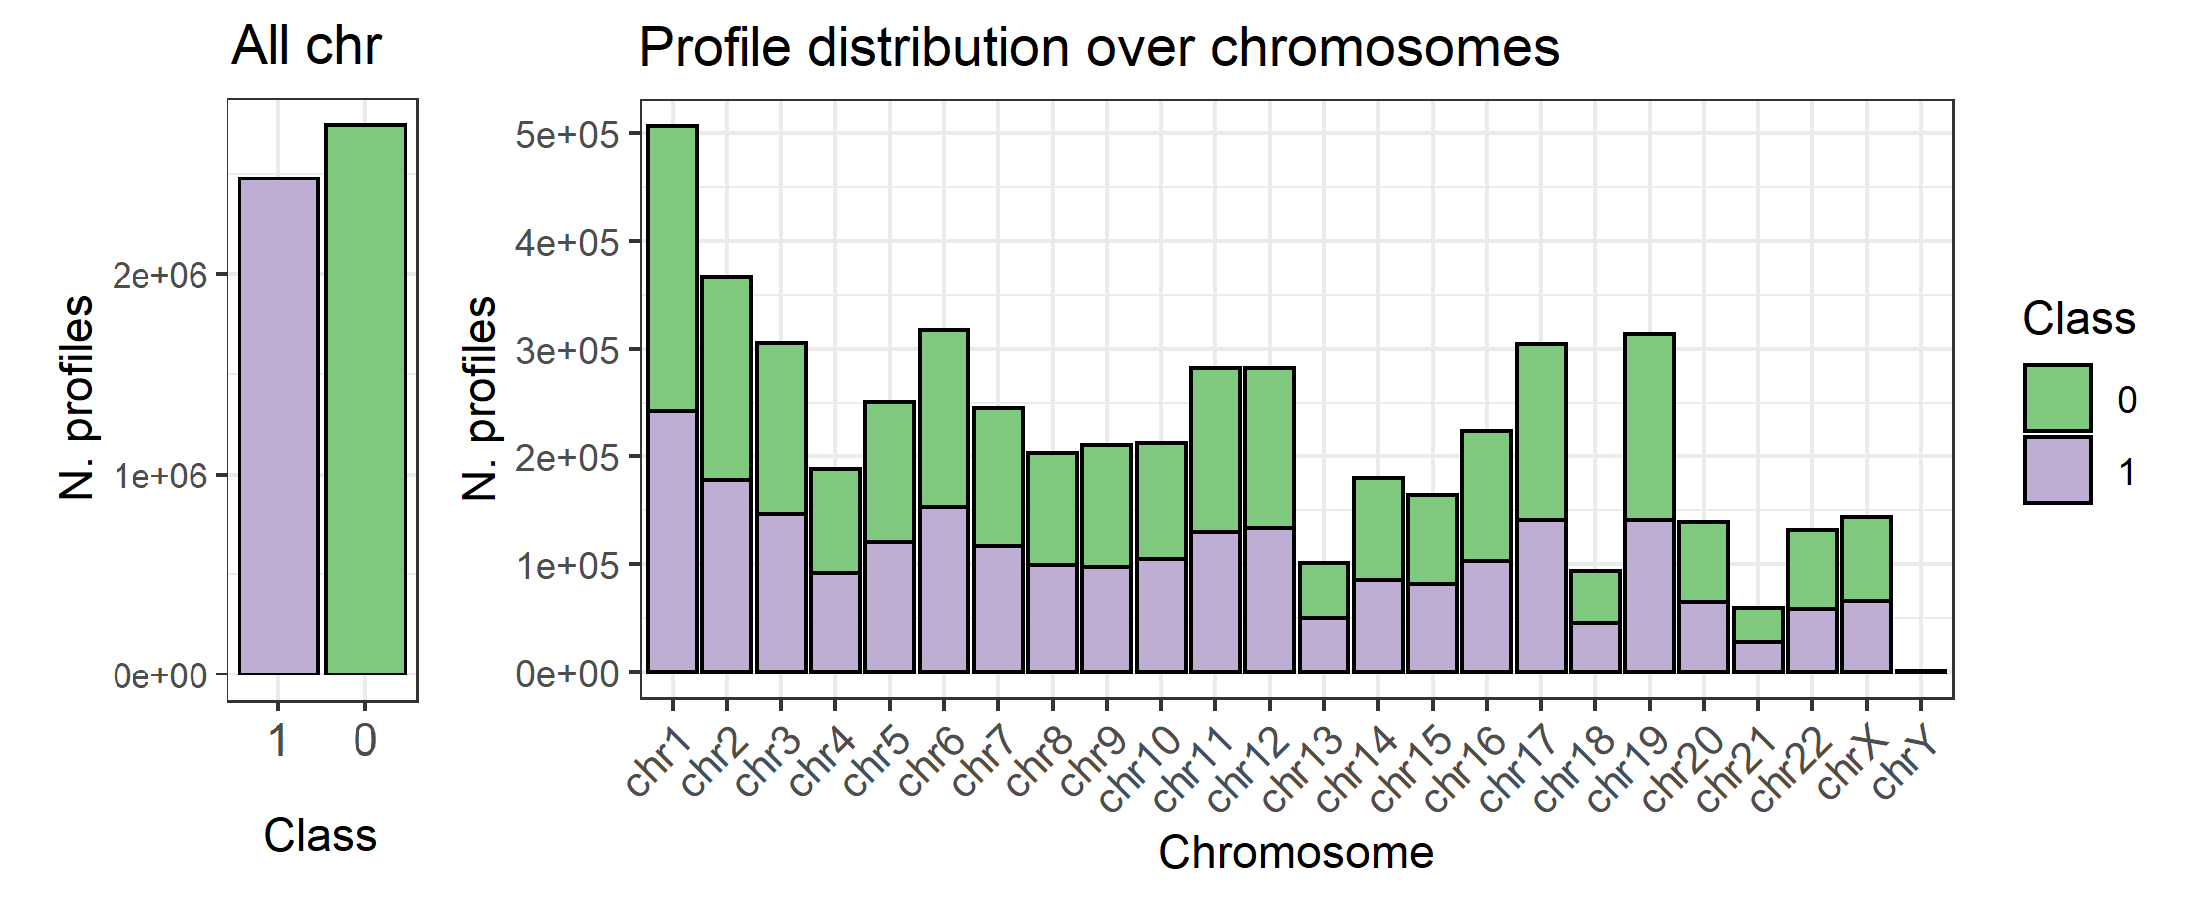 All chr
N. profiles
2e+06
1e+06
0e+00
1 0
Class
Profile distribution over chromosomes
N. profiles
5e+05
4e+05
3e+05
2e+05
1e+05
0e+00
chr1 chr2 chr3 chr4 chr5 chr6 chr7 chr8 chr9 chr10 chr11 chr12 chr13 chr14 chr15 chr16 chr17 chr18 chr19 chr20 chr21 chr22 chrX chrY
Chromosome
Class
0
1